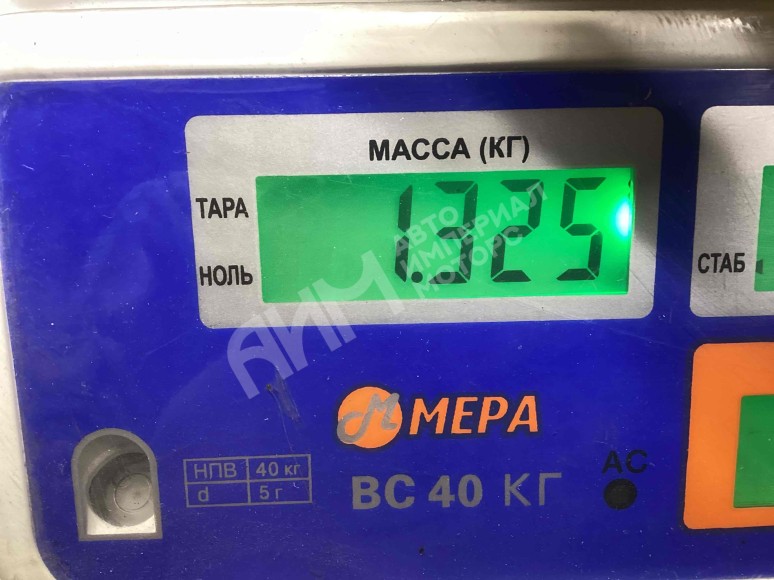 МАССА (КГ)
ТАРА
1.325
НОЛЬ
СТАБ
АИМ
АВТО
ИМПЕРИАЛ
МОТОРС
М МЕРА
НПВ 40 кг
d 5 г
ВС 40 КГ
AC